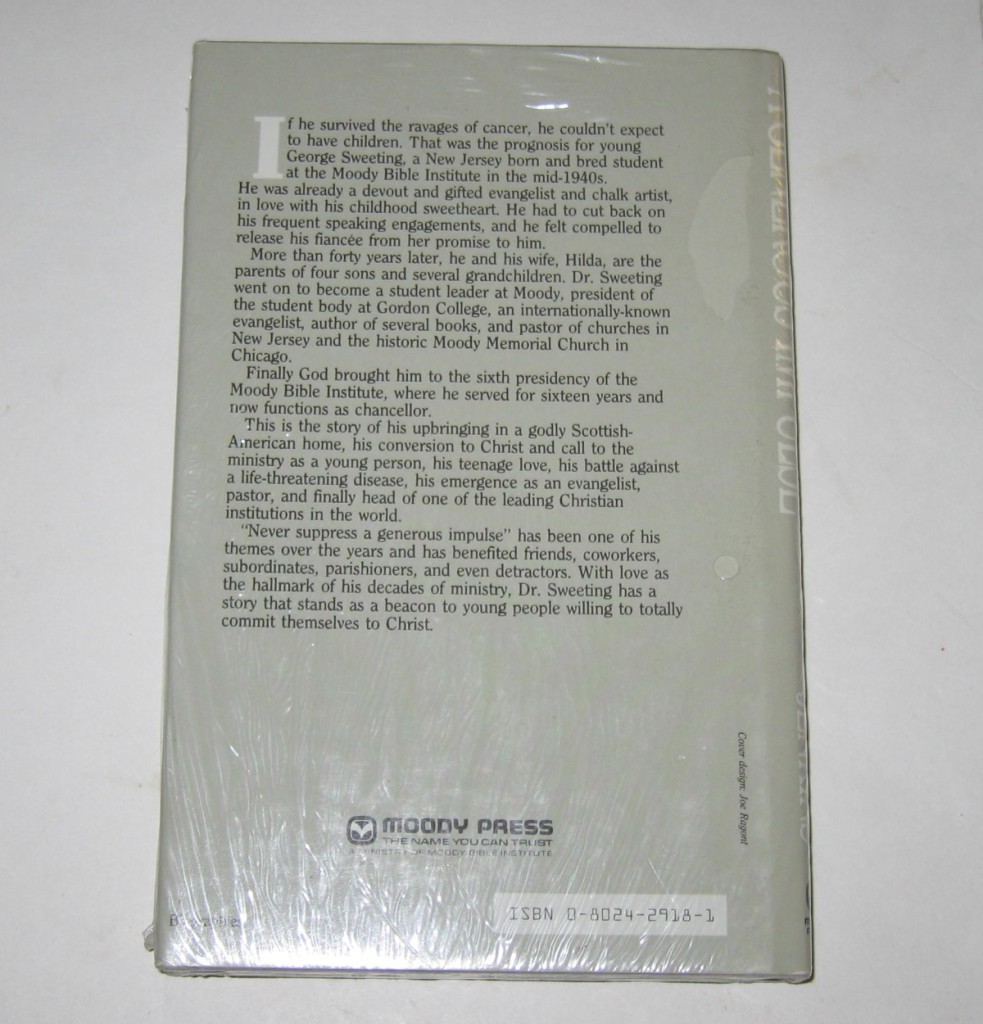 If he survived the ravages of cancer, he couldn't expect
to have children. That was the prognosis for young
George Sweeting, a New Jersey born and bred student
at the Moody Bible Institute in the mid-1940s.
He was already a devout and gifted evangelist and chalk artist,
in love with his childhood sweetheart. He had to cut back on
his frequent speaking engagements, and he felt compelled to
release his fiancée from her promise to him.
More than forty years later, he and his wife, Hilda, are the
parents of four sons and several grandchildren. Dr. Sweeting
went on to become a student leader at Moody, president of
the student body at Gordon College, an internationally-known
evangelist, author of several books, and pastor of churches in
New Jersey and the historic Moody Memorial Church in
Chicago.
Finally God brought him to the sixth presidency of the
Moody Bible Institute, where he served for sixteen years and
now functions as chancellor.
This is the story of his upbringing in a godly Scottish-
American home, his conversion to Christ and call to the
ministry as a young person, his teenage love, his battle against
a life-threatening disease, his emergence as an evangelist,
pastor, and finally head of one of the leading Christian
institutions in the world.
"Never suppress a generous impulse" has been one of his
themes over the years and has benefited friends, coworkers,
subordinates, parishioners, and even detractors. With love as
the hallmark of his decades of ministry, Dr. Sweeting has a
story that stands as a beacon to young people willing to totally
commit themselves to Christ.
Cover design: Joe Ragont
MOODY PRESS
THE NAME YOU CAN TRUST
A MINISTRY OF MOODY BIBLE INSTITUTE
ISBN 0-8024-2918-1